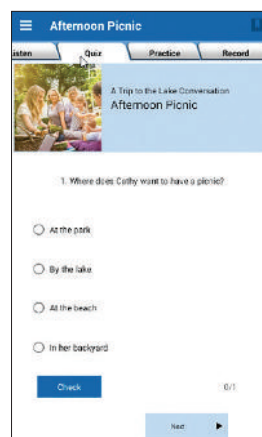 Afternoon Picnic
isten Quiz Practice Record
A Trip to the Lake Conversation
Afternoon Picnic
1. Where does Cathy want to have a picnic?
At the park
By the lake
At the beach
In her backyard
Check 0/1
Next